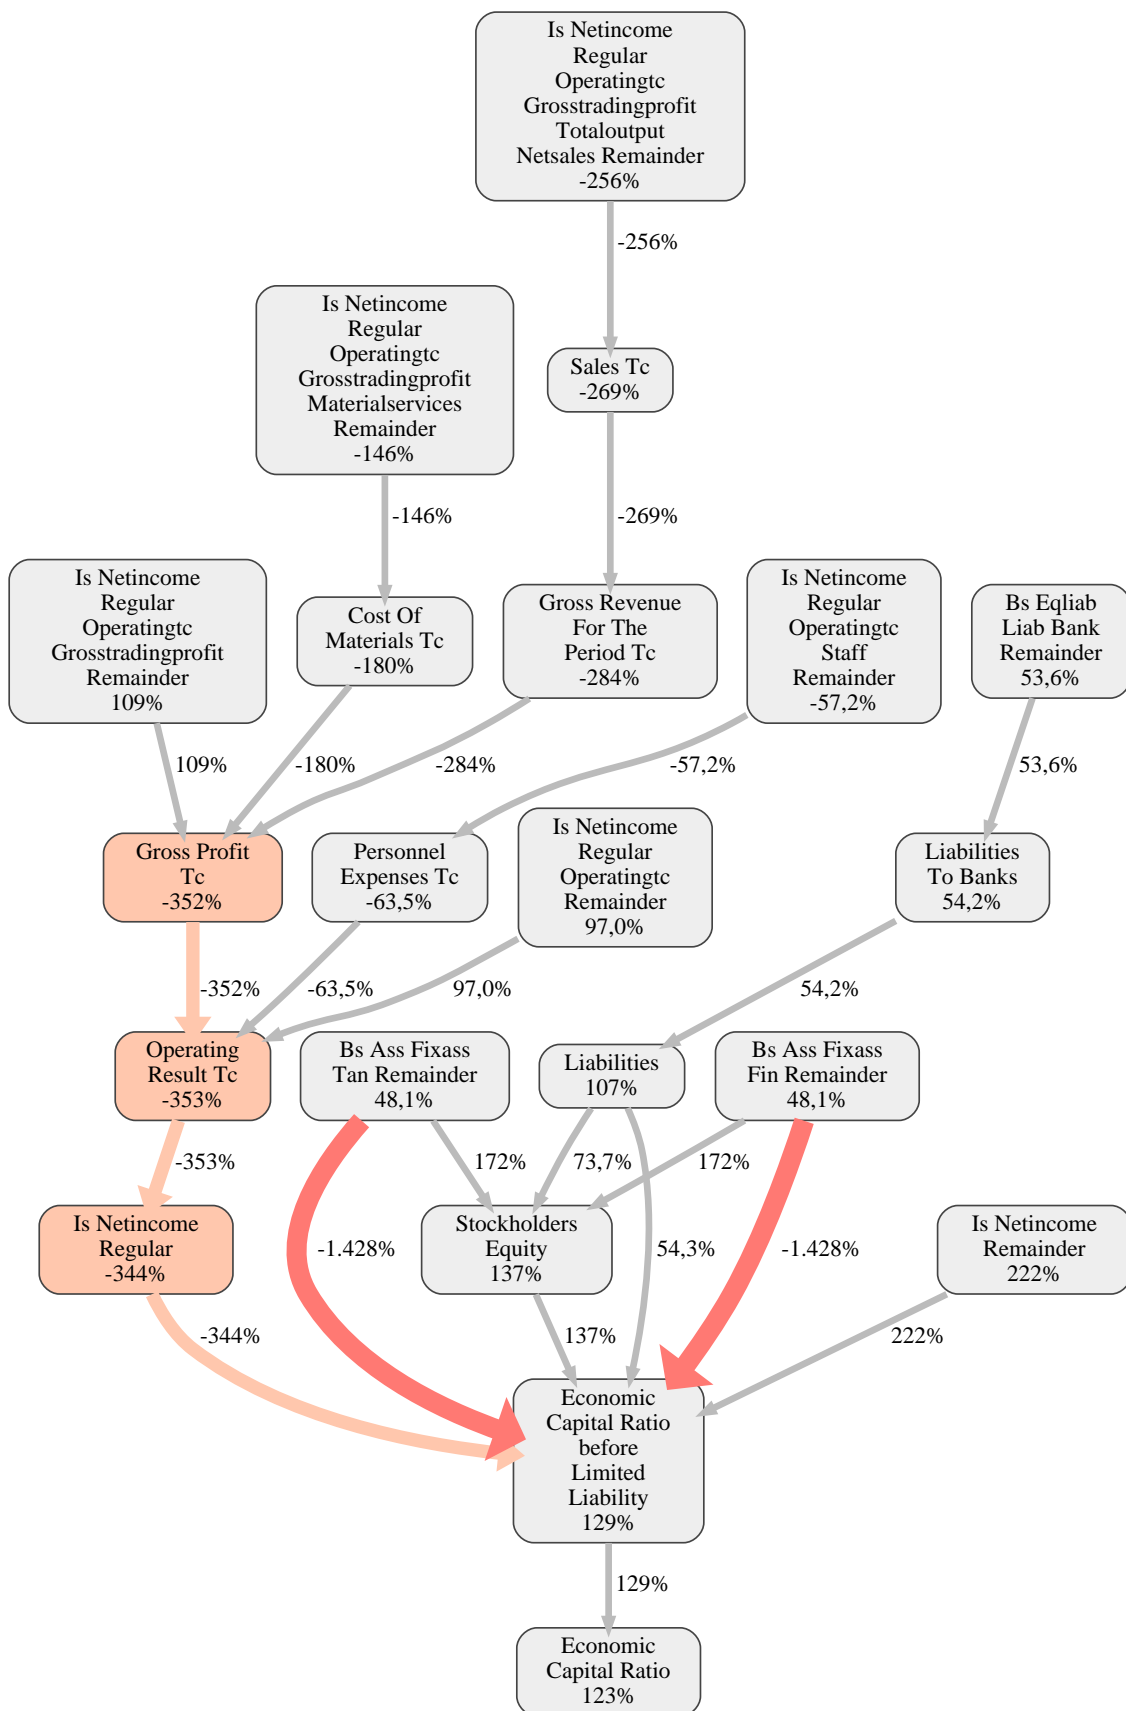 Is Netincome
Regular
Operatingtc
Grosstradingprofit
Totaloutput
Netsales Remainder
-256%
-256%
Is Netincome
Regular
Operatingtc
Grosstradingprofit
Materialservices
Remainder
-146%
Sales Tc
-269%
-146%
-269%
Is Netincome
Regular
Operatingtc
Grosstradingprofit
Remainder
109%
Cost Of
Materials Tc
-180%
Gross Revenue
For The
Period Tc
-284%
Is Netincome
Regular
Operatingtc
Staff
Remainder
-57,2%
Bs Eqliab
Liab Bank
Remainder
53,6%
109%
-180%
-284%
-57,2%
53,6%
Gross Profit
Tc
-352%
Personnel
Expenses Tc
-63,5%
Is Netincome
Regular
Operatingtc
Remainder
97,0%
Liabilities
To Banks
54,2%
-352%
-63,5%
97,0%
54,2%
Operating
Result Tc
-353%
Bs Ass Fixass
Tan Remainder
48,1%
Liabilities
107%
Bs Ass Fixass
Fin Remainder
48,1%
-353%
172%
73,7%
172%
Is Netincome
Regular
-344%
-1.428%
Stockholders
Equity
137%
54,3%
-1.428%
Is Netincome
Remainder
222%
-344%
137%
222%
Economic
Capital Ratio
before
Limited
Liability
129%
129%
Economic
Capital Ratio
123%